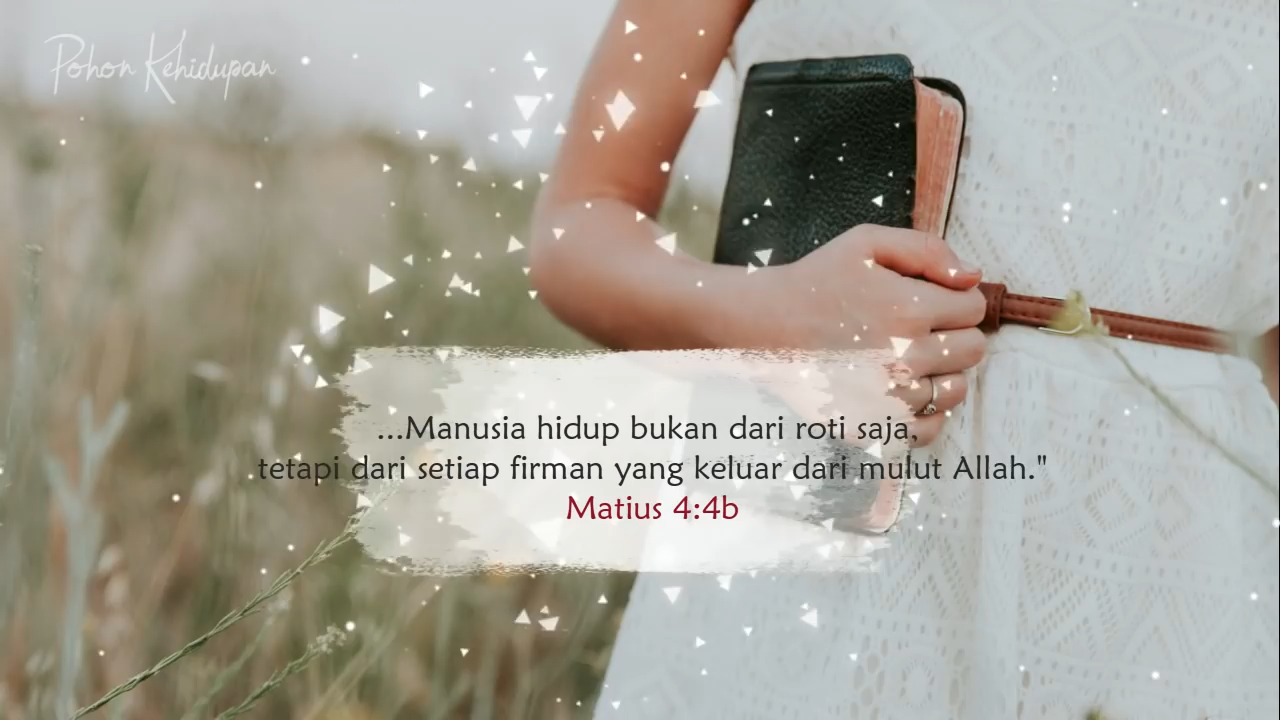 Pohon Kehidupan
...Manusia hidup bukan dari roti saja,
tetapi dari setiap firman yang keluar dari mulut Allah."
Matius 4:4b